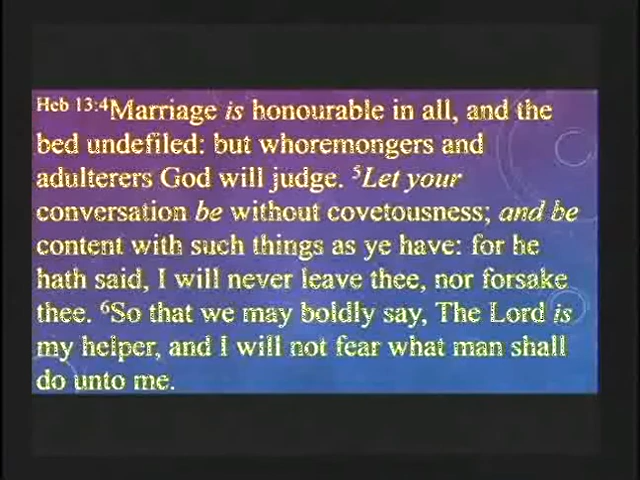 Heb 13:4Marriage is honourable in all, and the
bed undefiled: but whoremongers and
adulterers God will judge. 5Let your
conversation be without covetousness; and be
content with such things as ye have: for he
hath said, I will never leave thee, nor forsake
thee. 6So that we may boldly say, The Lord is
my helper, and I will not fear what man shall
do unto me.